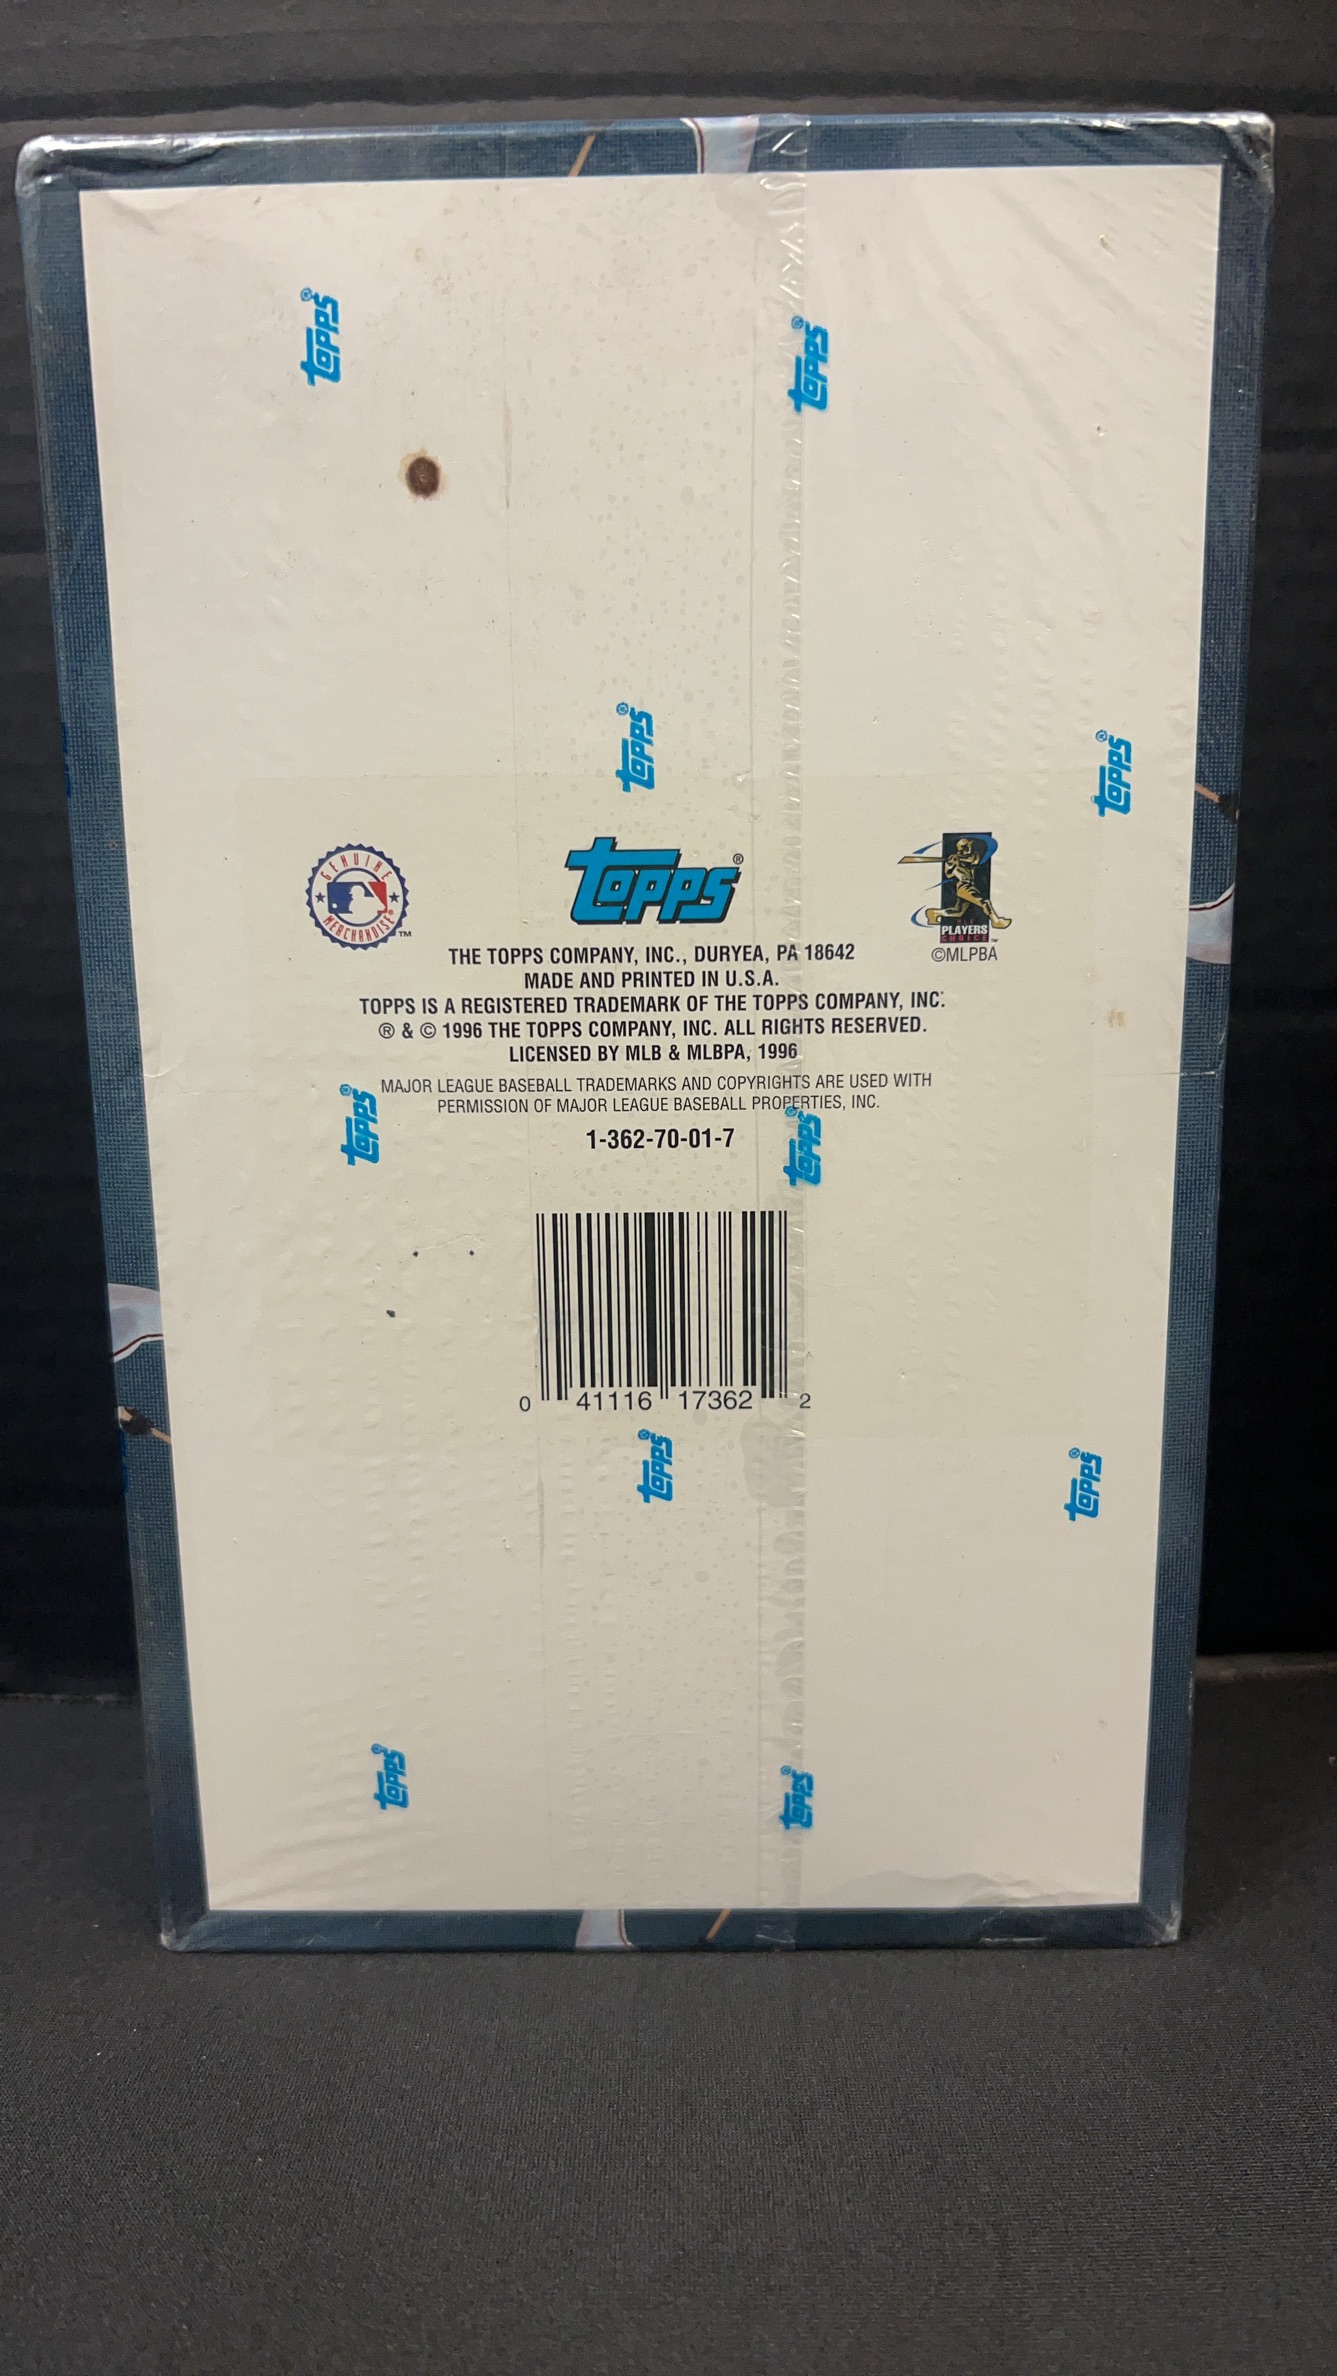 topps®
topps®
topps®
topps®
GENUINE
MERCHANDISE®
TM
topps®
MLB
PLAYERS
CHOICE
TM
©MLPBA
THE TOPPS COMPANY, INC., DURYEA, PA 18642
MADE AND PRINTED IN U.S.A.
TOPPS IS A REGISTERED TRADEMARK OF THE TOPPS COMPANY, INC.
® & © 1996 THE TOPPS COMPANY, INC. ALL RIGHTS RESERVED.
LICENSED BY MLB & MLBPA, 1996
MAJOR LEAGUE BASEBALL TRADEMARKS AND COPYRIGHTS ARE USED WITH
PERMISSION OF MAJOR LEAGUE BASEBALL PROPERTIES, INC.
topps®
topps®
1-362-70-01-7
0 41116 17362 2
topps®
topps®
topps®
topps®